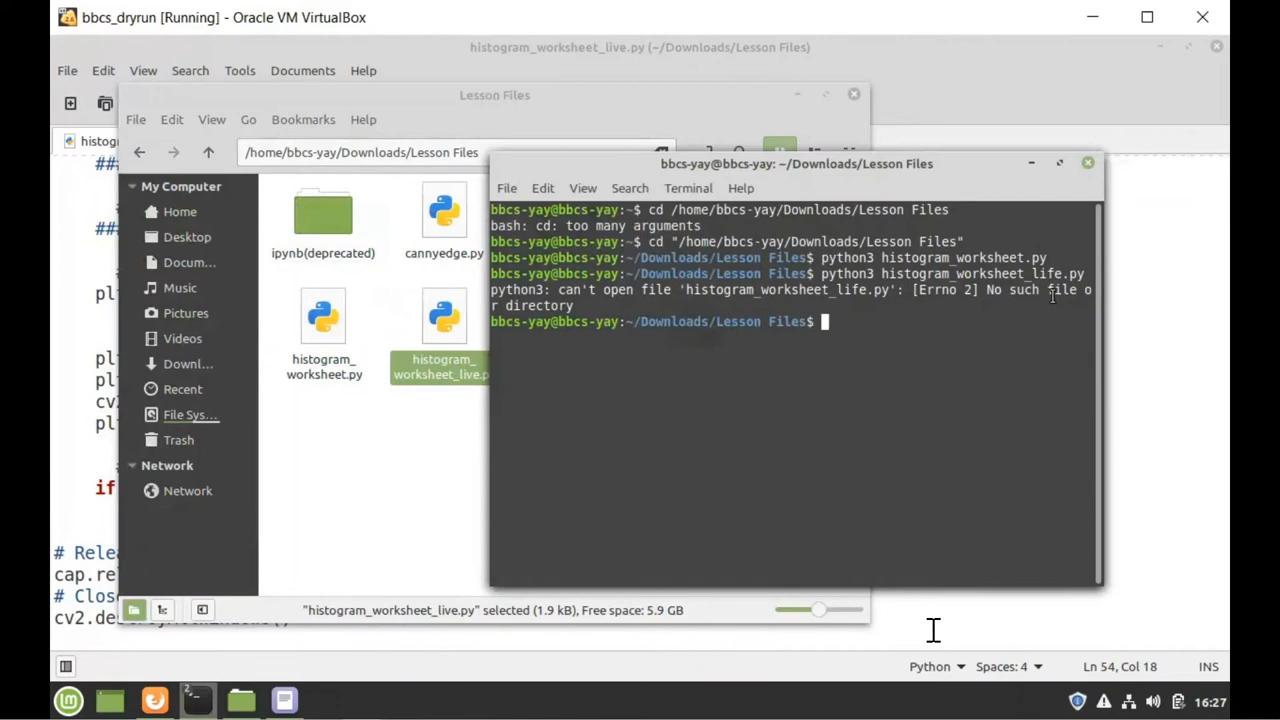 bbcs_dryrun [Running] - Oracle VM VirtualBox
histogram_worksheet_live.py (~/Downloads/Lesson Files)
File Edit View Search Tools Documents Help
Lesson Files
File Edit View Go Bookmarks Help
histog
/home/bbcs-yay/Downloads/Lesson Files
My Computer
Home
Desktop
Docum...
Music
Pictures
Videos
Downl...
Recent
File Sys...
Trash
Network
Network
ipynb(deprecated)
cannyedge.py
histogram_
worksheet.py
histogram_
worksheet_live.p
"histogram_worksheet_live.py" selected (1.9 kB), Free space: 5.9 GB
bbcs-yay@bbcs-yay: ~/Downloads/Lesson Files
File Edit View Search Terminal Help
bbcs-yay@bbcs-yay:~$ cd /home/bbcs-yay/Downloads/Lesson Files
bash: cd: too many arguments
bbcs-yay@bbcs-yay:~$ cd "/home/bbcs-yay/Downloads/Lesson Files"
bbcs-yay@bbcs-yay:~/Downloads/Lesson Files$ python3 histogram_worksheet.py
bbcs-yay@bbcs-yay:~/Downloads/Lesson Files$ python3 histogram_worksheet_life.py
python3: can't open file 'histogram_worksheet_life.py': [Errno 2] No such file o
r directory
bbcs-yay@bbcs-yay:~/Downloads/Lesson Files$
##
##
pl
pl
pl
cv2
pl
#
if
# Relea
cap.rel
# Clos
Python Spaces: 4 Ln 54, Col 18 INS
16:27